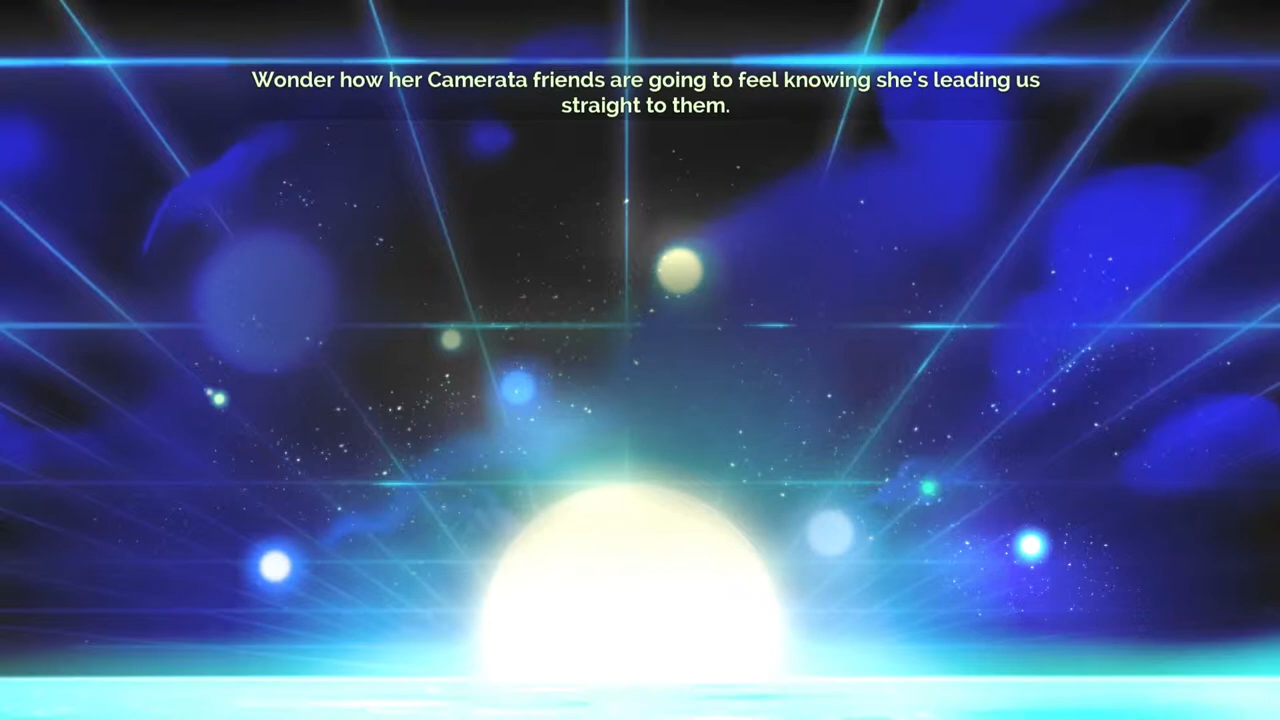 Wonder how her Camerata friends are going to feel knowing she's leading us
straight to them.